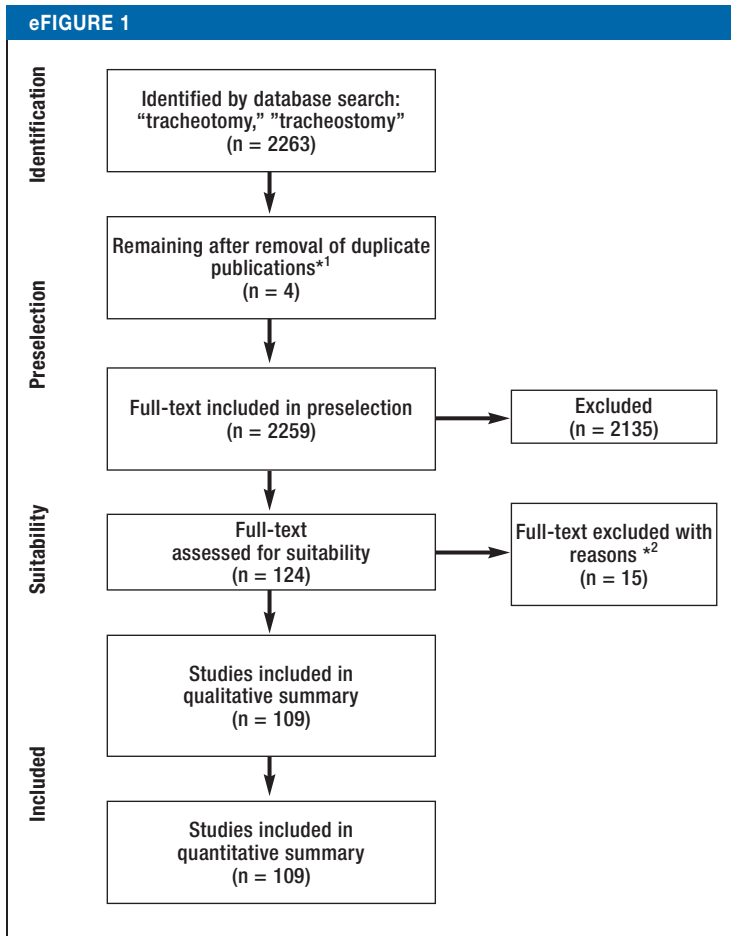 eFIGURE 1
Identification
Identified by database search:
“tracheotomy,” ”tracheostomy”
(n = 2263)
Preselection
Remaining after removal of duplicate
publications*1
(n = 4)
Full-text included in preselection
(n = 2259)
Excluded
(n = 2135)
Suitability
Full-text
assessed for suitability
(n = 124)
Full-text excluded with
reasons *2
(n = 15)
Included
Studies included in
qualitative summary
(n = 109)
Studies included in
quantitative summary
(n = 109)